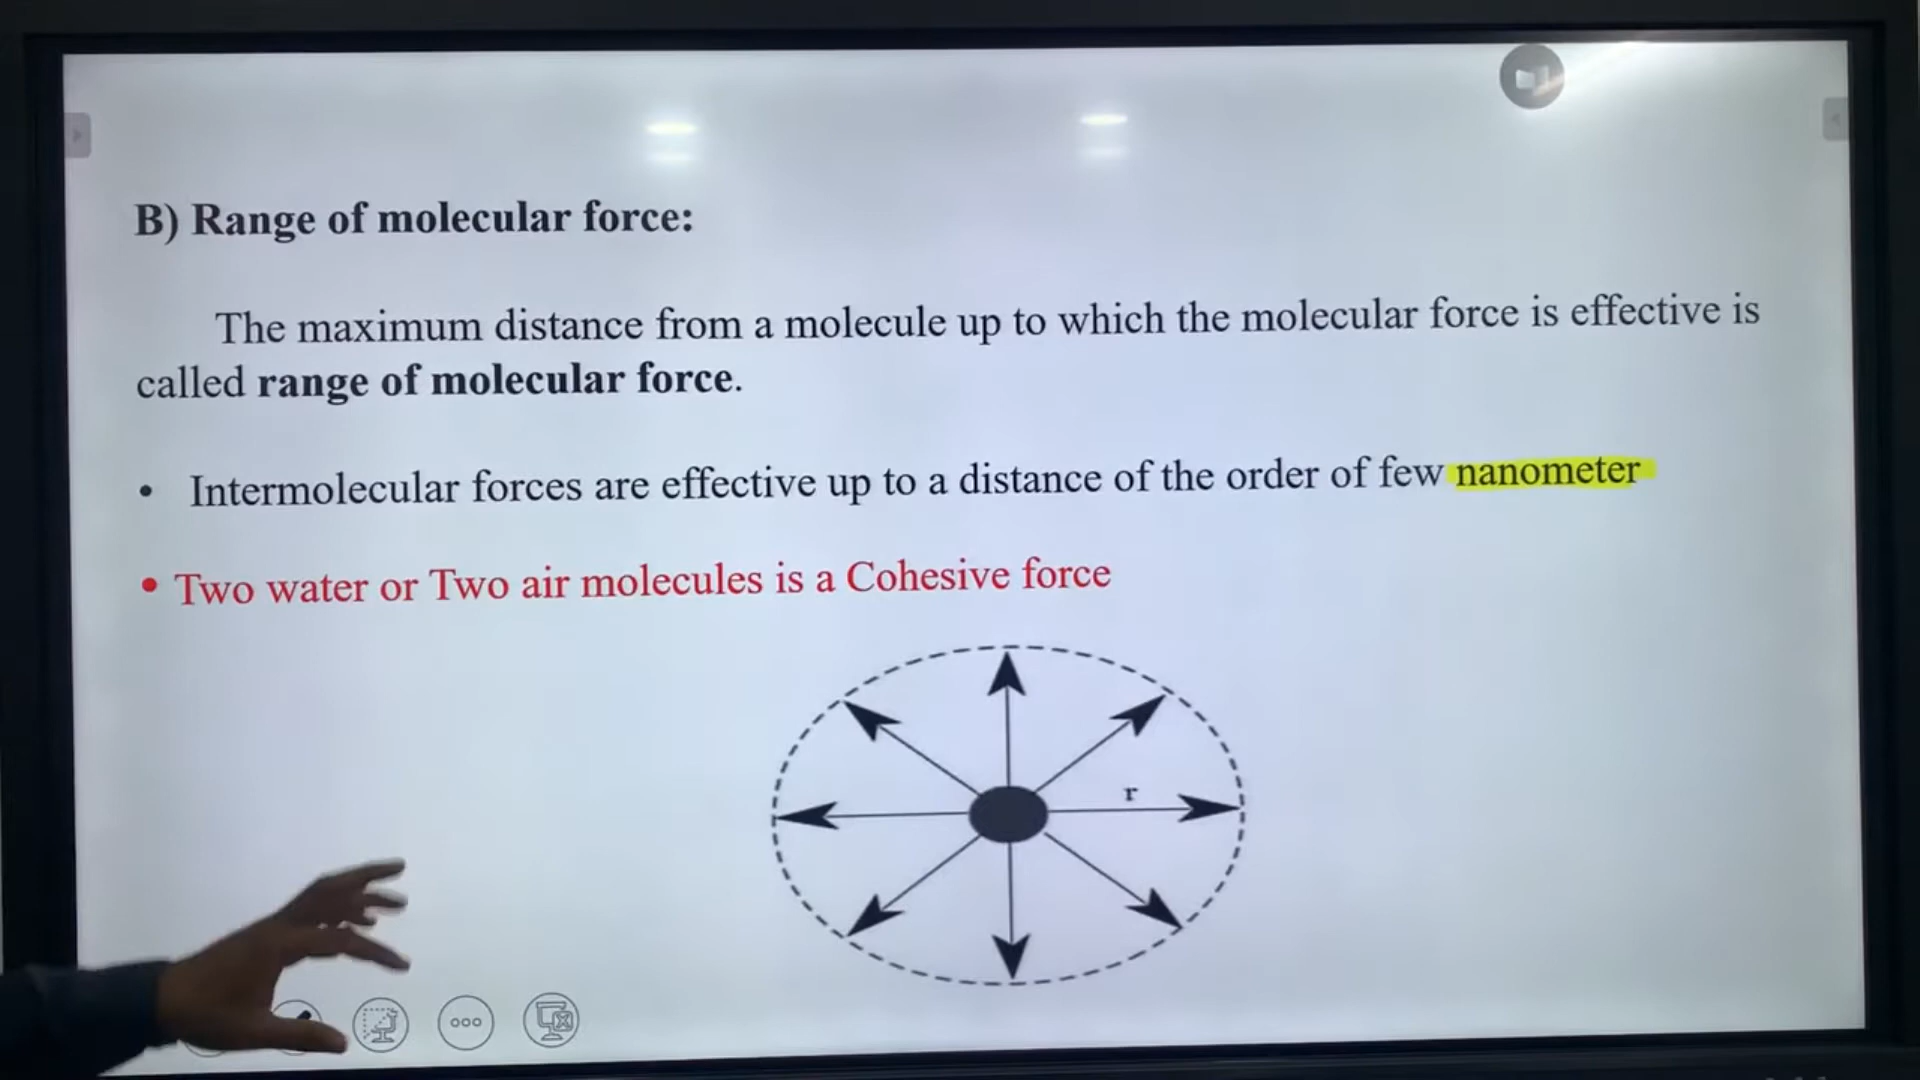 B) Range of molecular force:
The maximum distance from a molecule up to which the molecular force is effective is
called range of molecular force.
• Intermolecular forces are effective up to a distance of the order of few nanometer
• Two water or Two air molecules is a Cohesive force
r